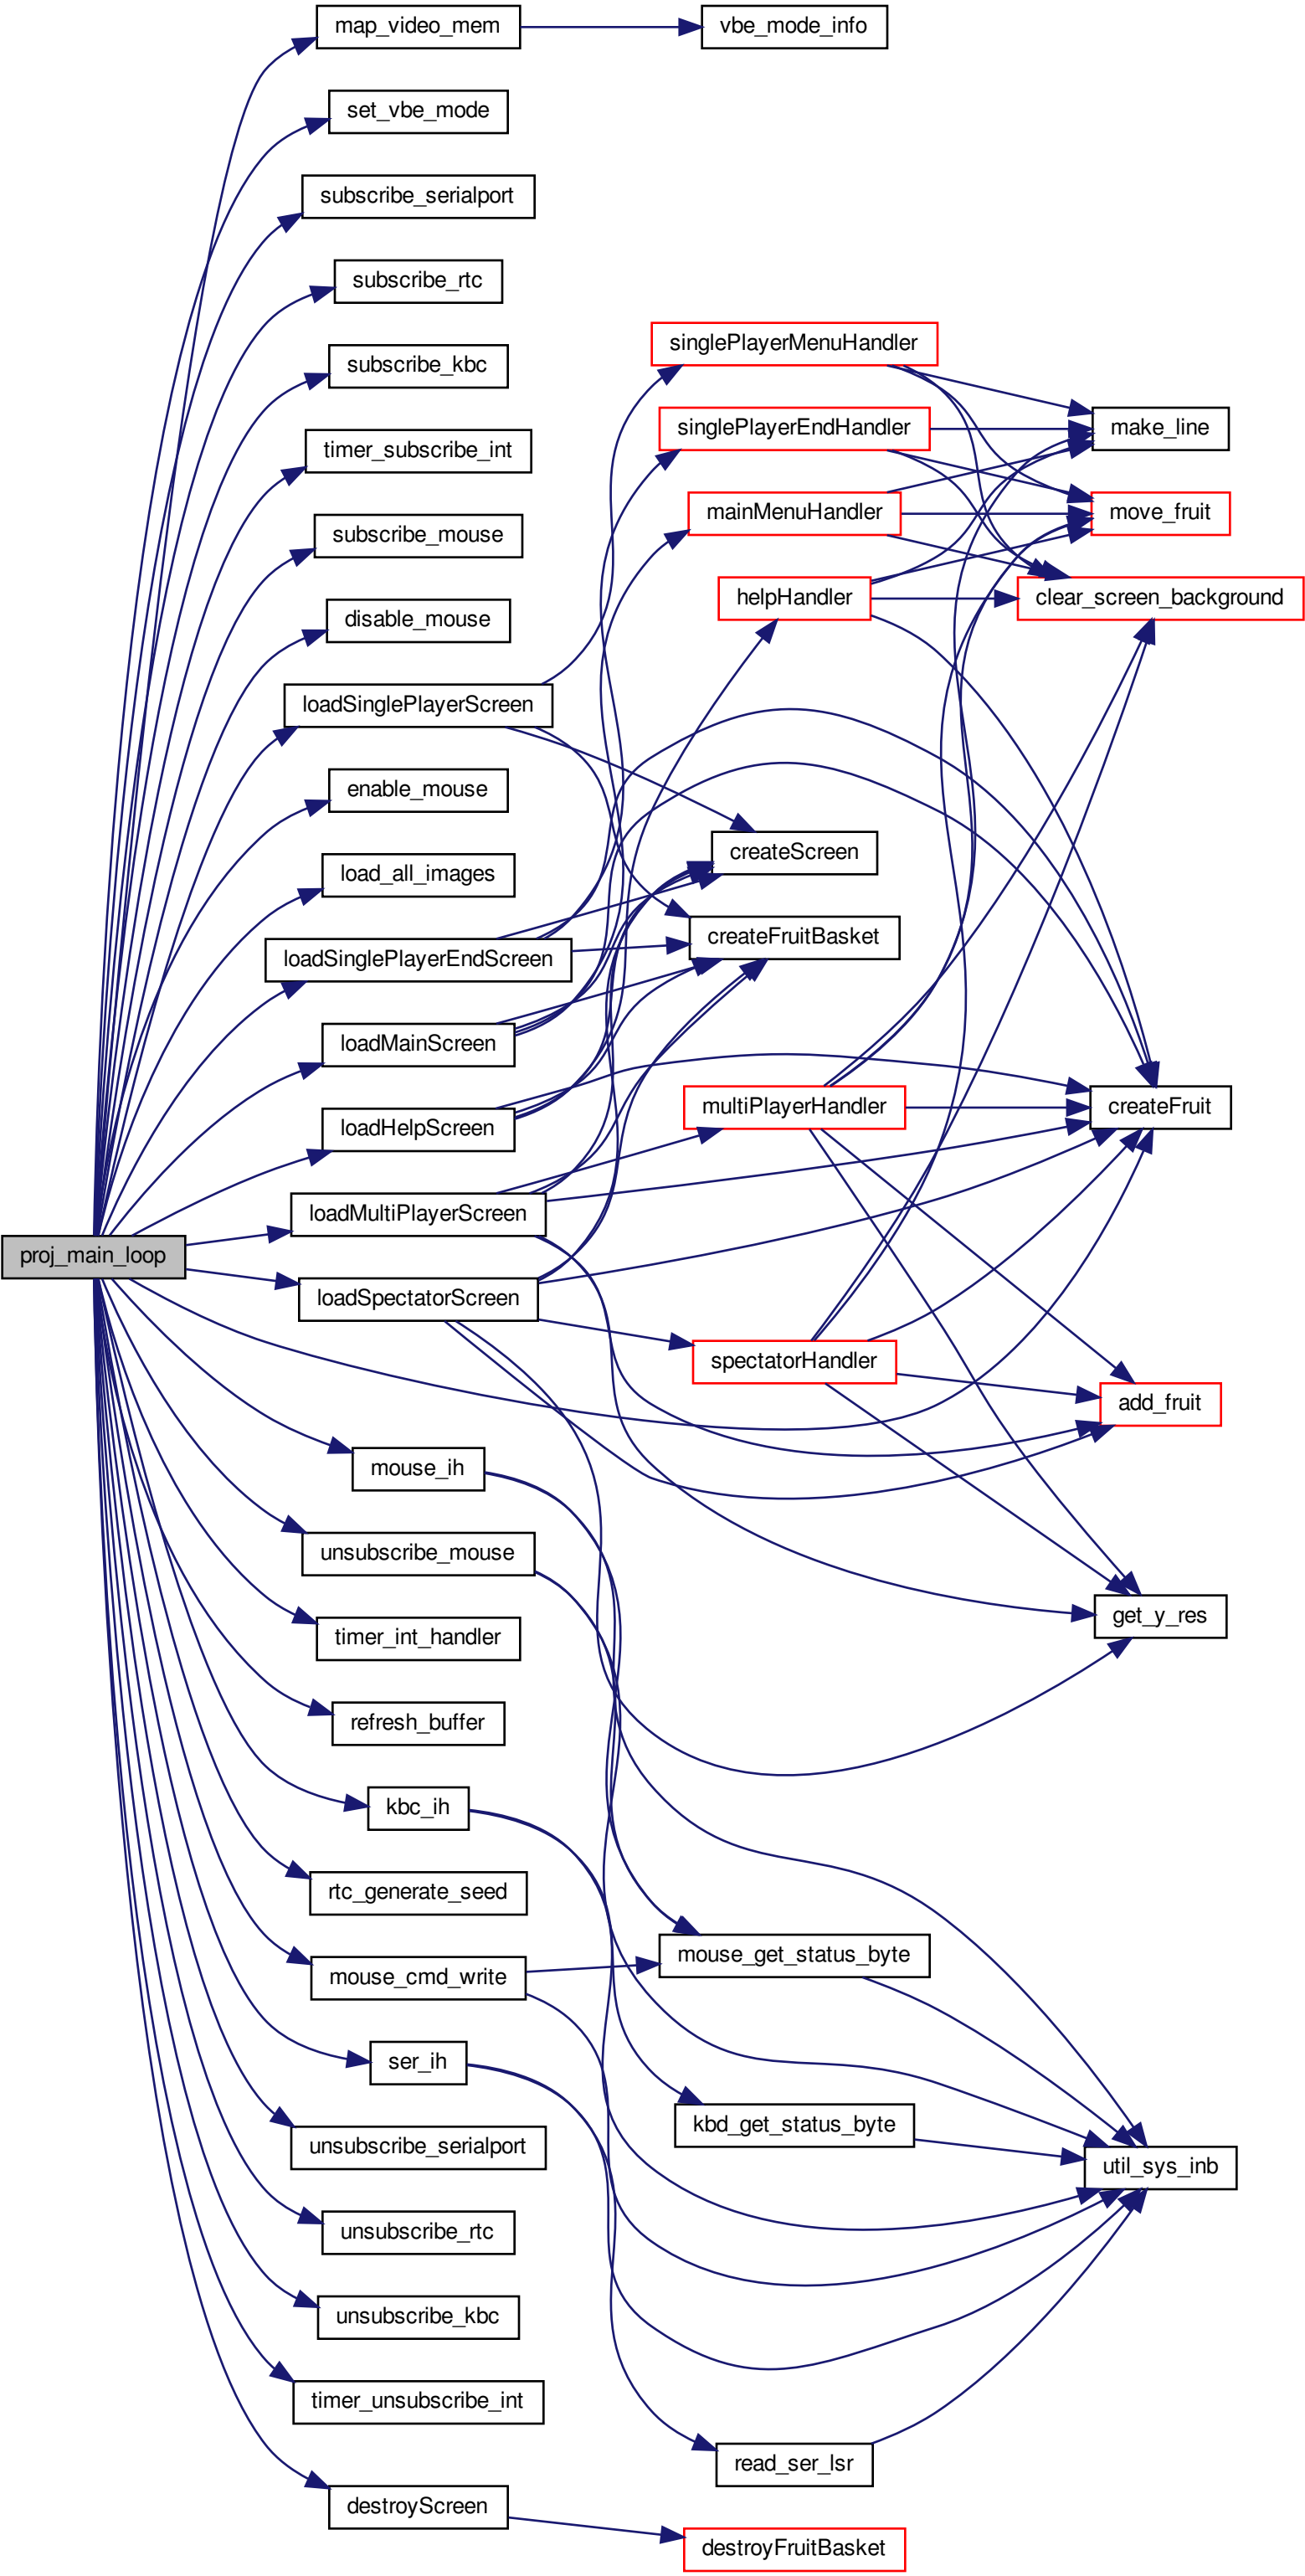 map_video_mem
vbe_mode_info
set_vbe_mode
subscribe_serialport
subscribe_rtc
singlePlayerMenuHandler
subscribe_kbc
singlePlayerEndHandler
make_line
timer_subscribe_int
mainMenuHandler
move_fruit
subscribe_mouse
helpHandler
clear_screen_background
disable_mouse
loadSinglePlayerScreen
enable_mouse
createScreen
load_all_images
createFruitBasket
loadSinglePlayerEndScreen
loadMainScreen
multiPlayerHandler
createFruit
loadHelpScreen
loadMultiPlayerScreen
proj_main_loop
loadSpectatorScreen
spectatorHandler
add_fruit
mouse_ih
unsubscribe_mouse
get_y_res
timer_int_handler
refresh_buffer
kbc_ih
rtc_generate_seed
mouse_get_status_byte
mouse_cmd_write
ser_ih
kbd_get_status_byte
util_sys_inb
unsubscribe_serialport
unsubscribe_rtc
unsubscribe_kbc
timer_unsubscribe_int
read_ser_lsr
destroyScreen
destroyFruitBasket